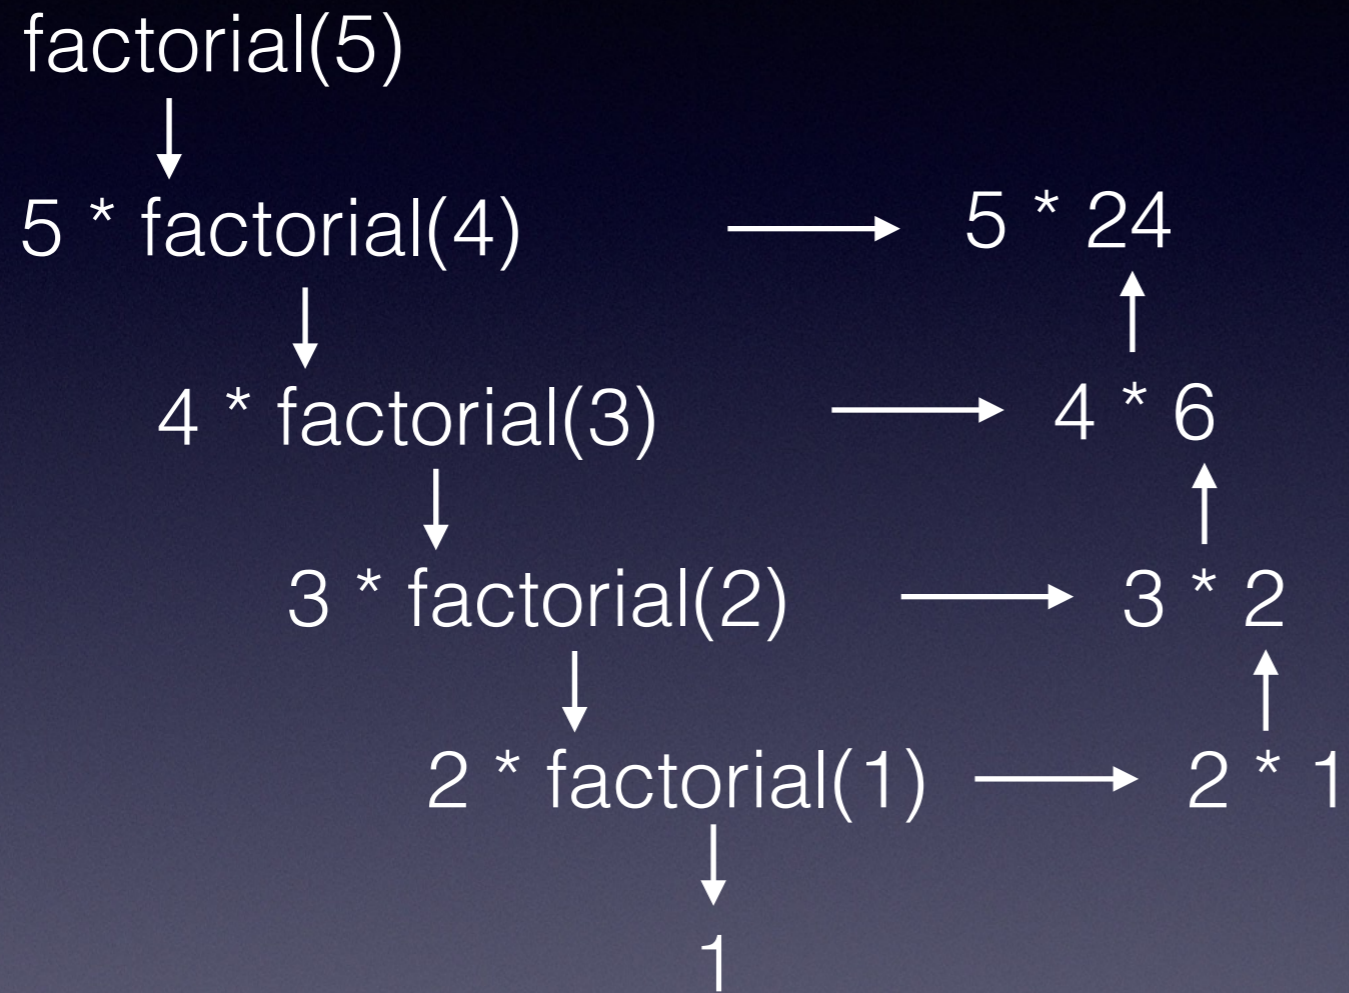 factorial(5)
5 * factorial(4) 5 * 24
4 * factorial(3) 4 * 6
3 * factorial(2) 3 * 2
2 * factorial(1) 2 * 1
1